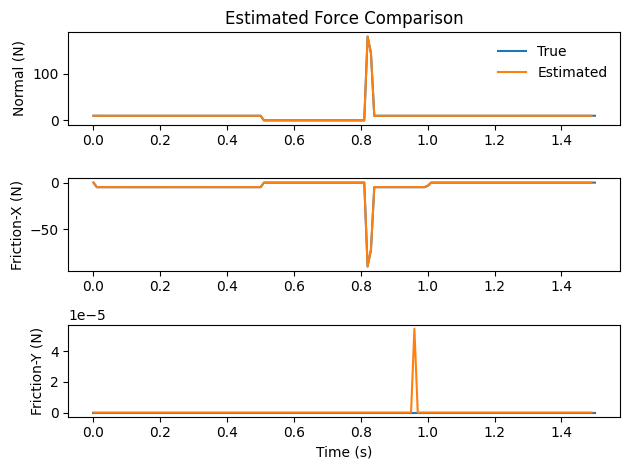 Estimated Force Comparison
Normal (N)
100
0
True
Estimated
0.0 0.2 0.4 0.6 0.8 1.0 1.2 1.4
Friction-X (N)
0
−50
0.0 0.2 0.4 0.6 0.8 1.0 1.2 1.4
1e−5
Friction-Y (N)
4
2
0
0.0 0.2 0.4 0.6 0.8 1.0 1.2 1.4
Time (s)